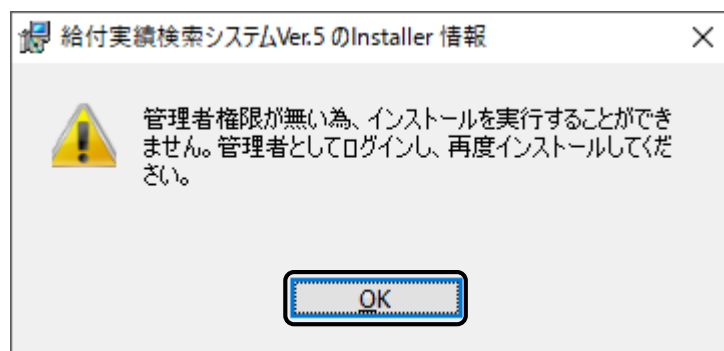 給付実績検索システムVer.5 のInstaller 情報
管理者権限が無い為、インストールを実行することができ
ません。管理者としてログインし、再度インストールしてくだ
さい。
OK